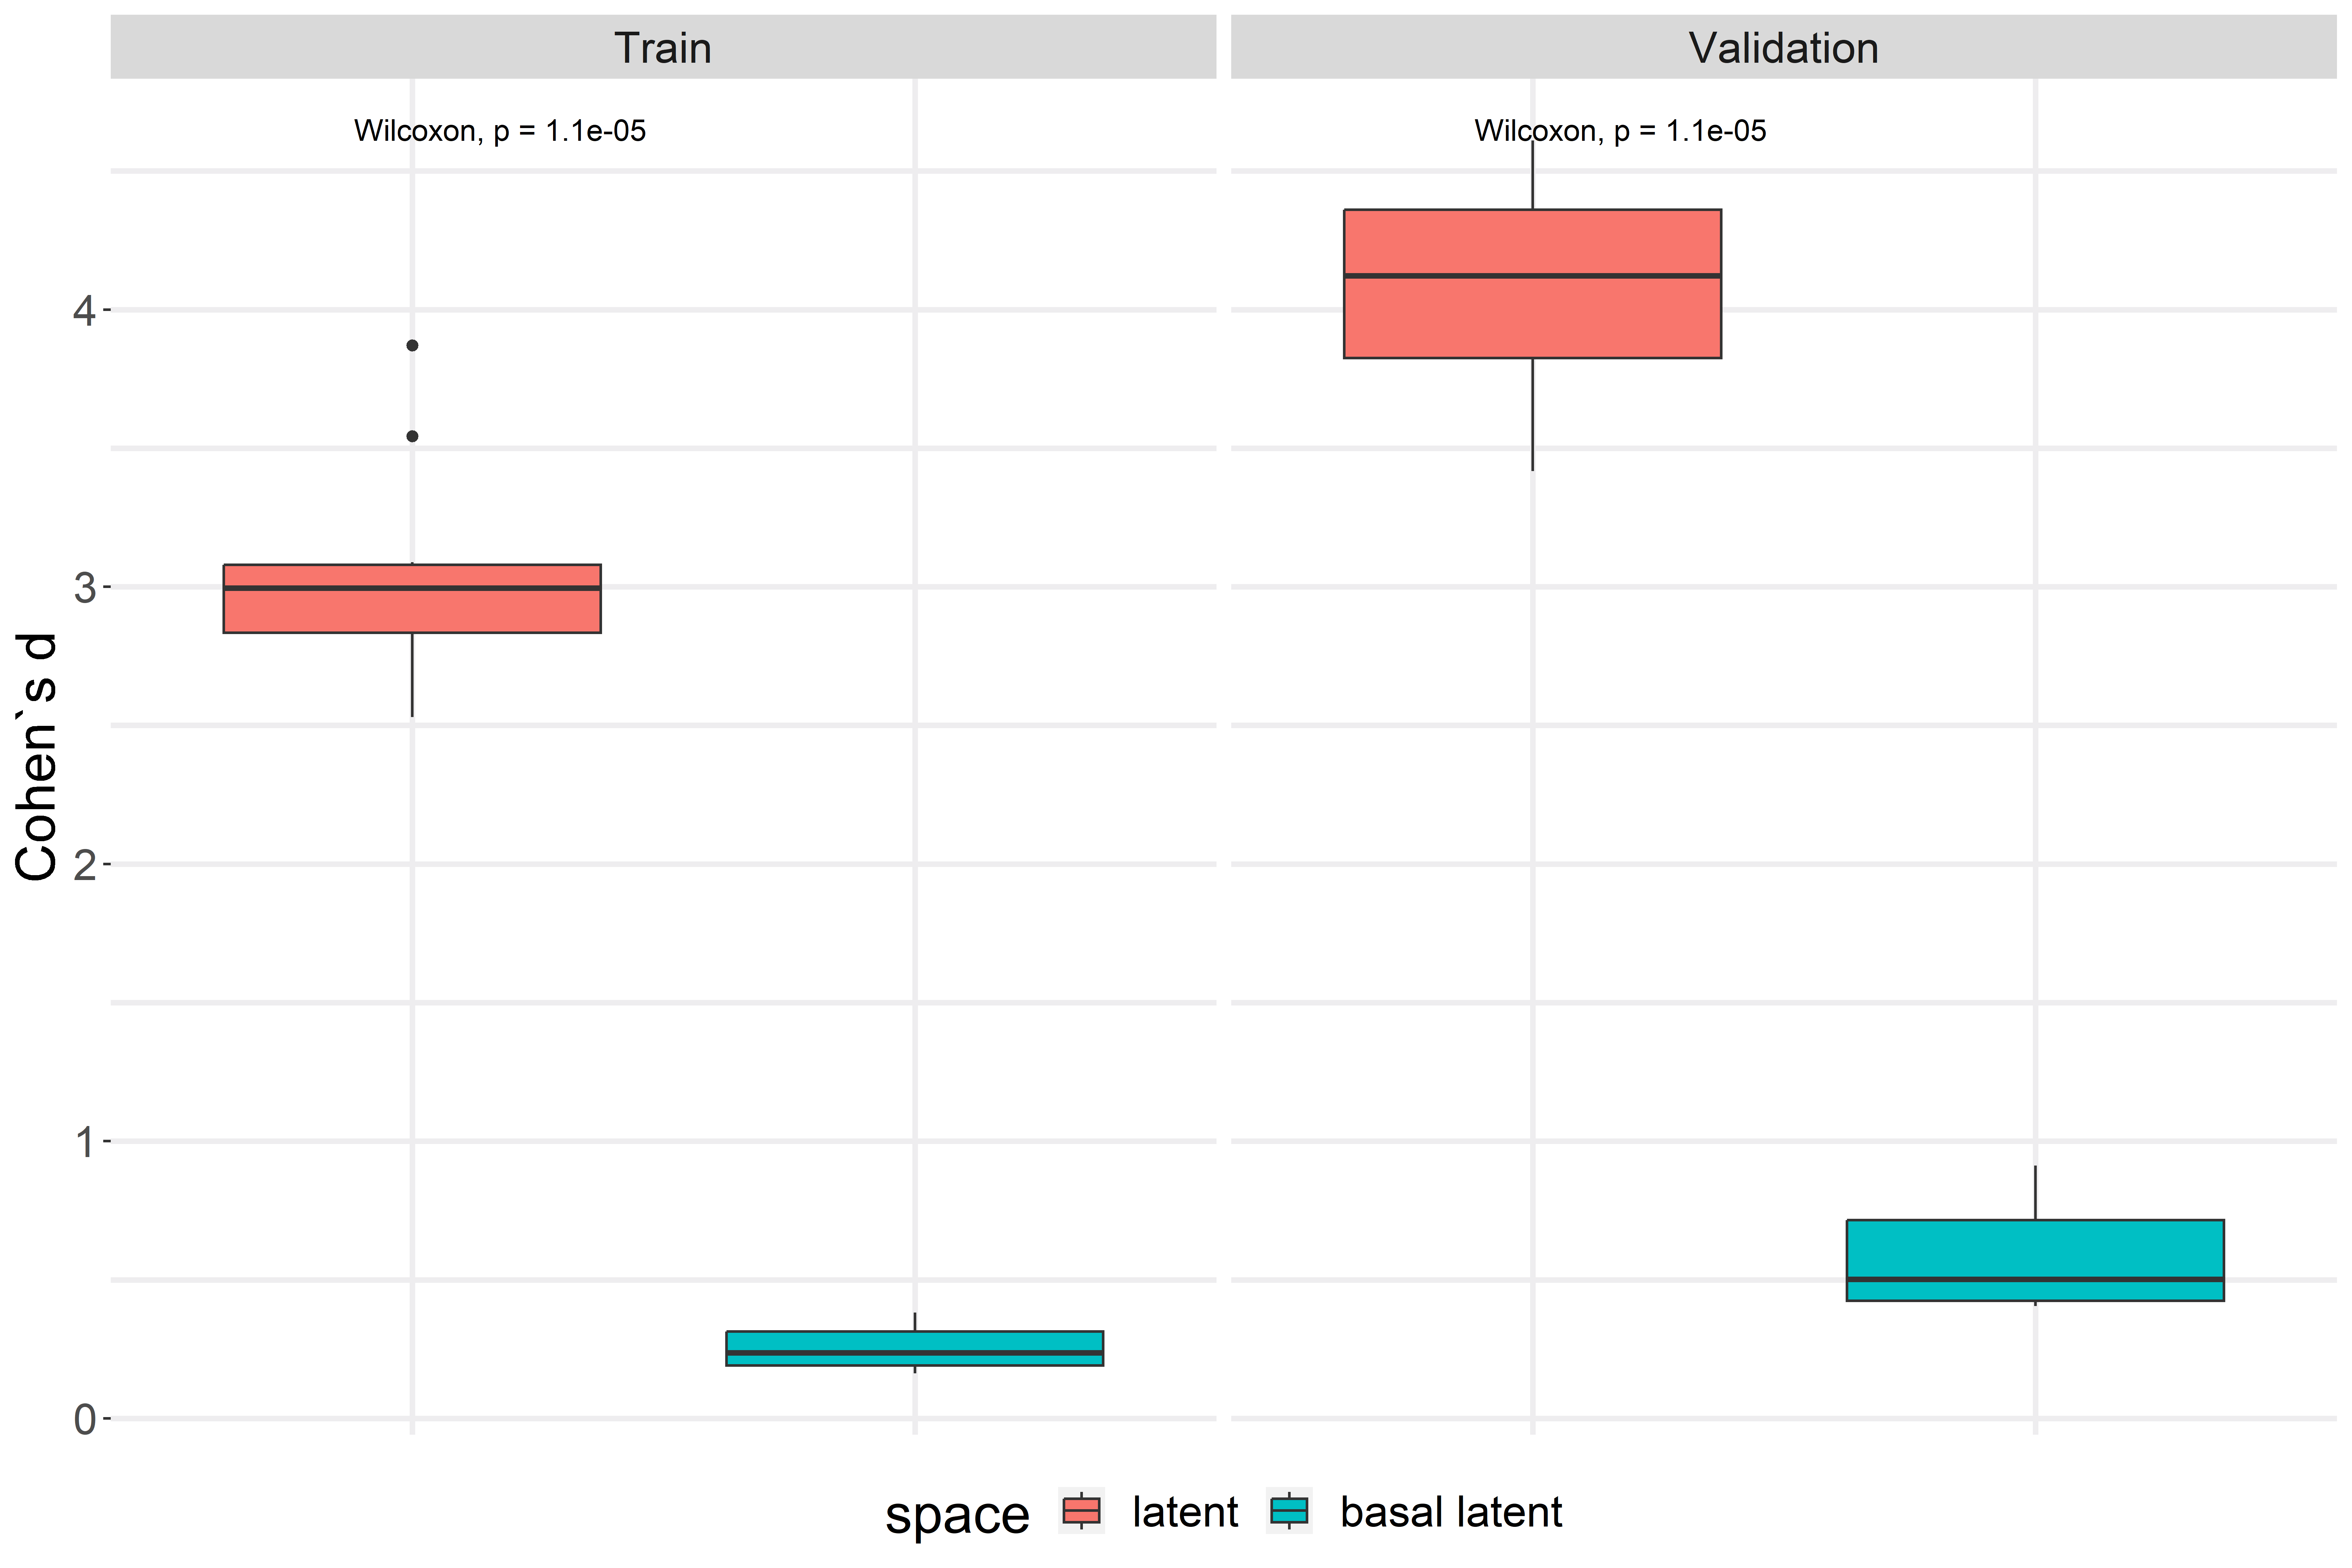 Train
Validation
Wilcoxon, p = 1.1e-05
Wilcoxon, p = 1.1e-05
Cohen`s d
4
3
2
1
0
space latent basal latent